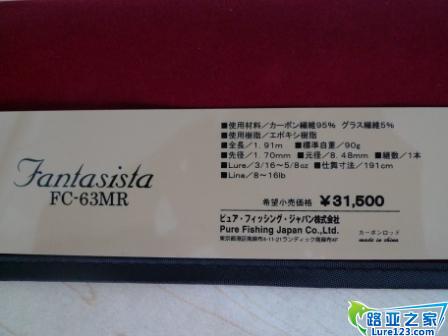 Fantasista
FC-63MR
■使用材料／カーボン繊維95% グラス繊維5%
■使用樹脂／エポキシ樹脂
■全長／1.91m ■標準自重／90g
■先径／1.70mm ■元径／8.48mm ■継数／1本
■Lure／3/16～5/8oz ■仕舞寸法／191cm
■Line／8～16lb
希望小売価格 ¥31,500
ピュア・フィッシング・ジャパン株式会社
Pure Fishing Japan Co.,Ltd.
カーボンロッド
made in china
路亚之家
Lure123.com